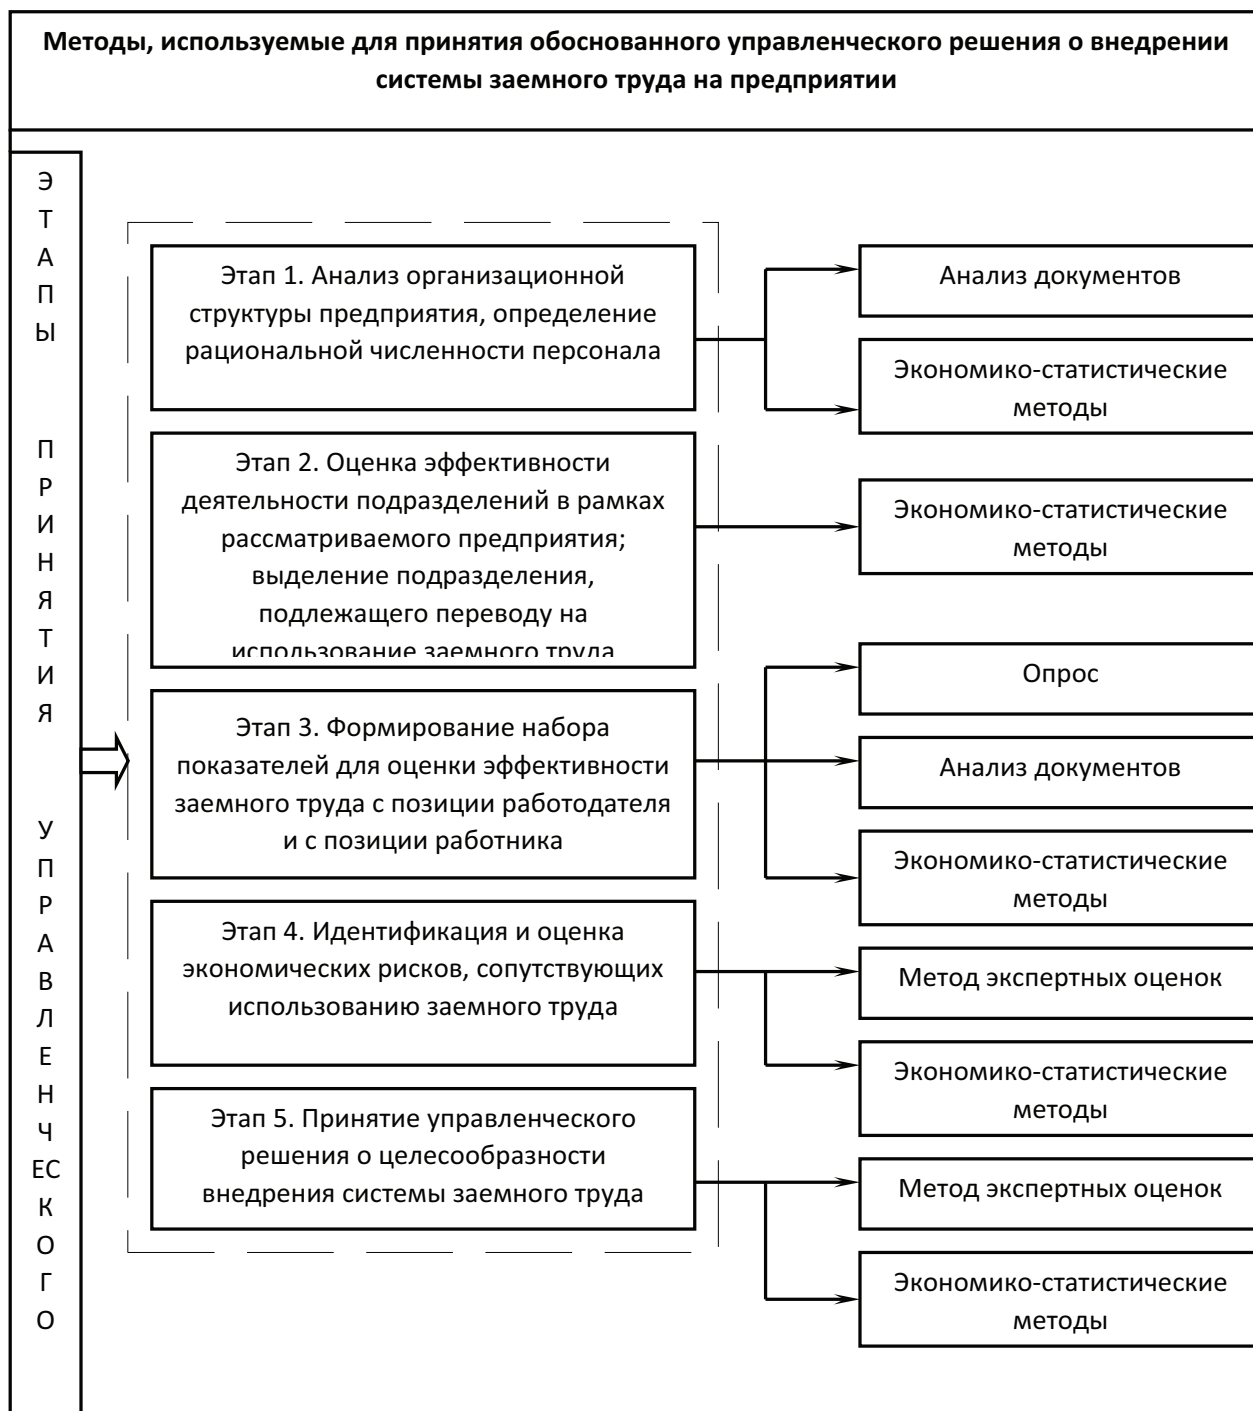 Методы, используемые для принятия обоснованного управленческого решения о внедрении
системы заемного труда на предприятии
Э
Т
А
П
Ы
П
Р
И
Н
Я
Т
И
Я
У
П
Р
А
В
Л
Е
Н
Ч
ЕС
К
О
Г
О
Этап 1. Анализ организационной
структуры предприятия, определение
рациональной численности персонала
Анализ документов
Экономико-статистические
методы
Этап 2. Оценка эффективности
деятельности подразделений в рамках
рассматриваемого предприятия;
выделение подразделения,
подлежащего переводу на
использование заемного труда
Экономико-статистические
методы
Этап 3. Формирование набора
показателей для оценки эффективности
заемного труда с позиции работодателя
и с позиции работника
Опрос
Анализ документов
Экономико-статистические
методы
Этап 4. Идентификация и оценка
экономических рисков, сопутствующих
использованию заемного труда
Метод экспертных оценок
Экономико-статистические
методы
Этап 5. Принятие управленческого
решения о целесообразности
внедрения системы заемного труда
Метод экспертных оценок
Экономико-статистические
методы